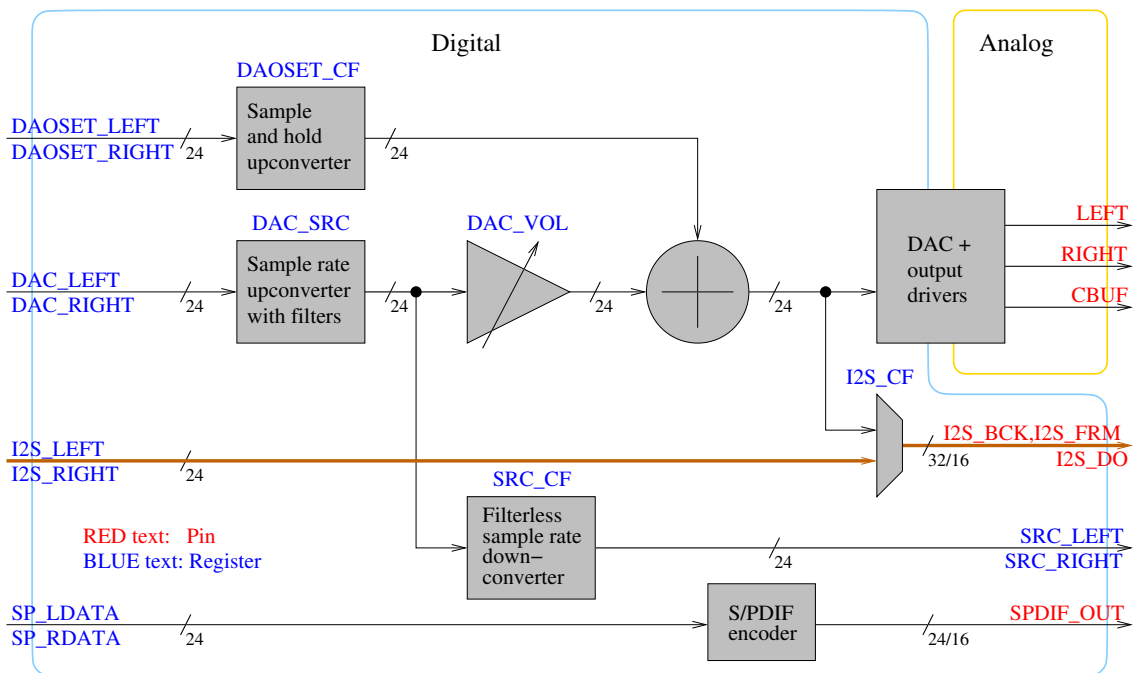 Digital
Analog
DAOSET_CF
DAOSET_LEFT
DAOSET_RIGHT
24
Sample
and hold
upconverter
24
DAC_SRC
DAC_VOL
DAC_LEFT
DAC_RIGHT
24
Sample rate
upconverter
with filters
24
24
24
DAC +
output
drivers
LEFT
RIGHT
CBUF
I2S_CF
I2S_LEFT
I2S_RIGHT
24
32/16
I2S_BCK,I2S_FRM
I2S_DO
SRC_CF
Filterless
sample rate
down-
converter
24
SRC_LEFT
SRC_RIGHT
RED text: Pin
BLUE text: Register
SP_LDATA
SP_RDATA
24
S/PDIF
encoder
24/16
SPDIF_OUT